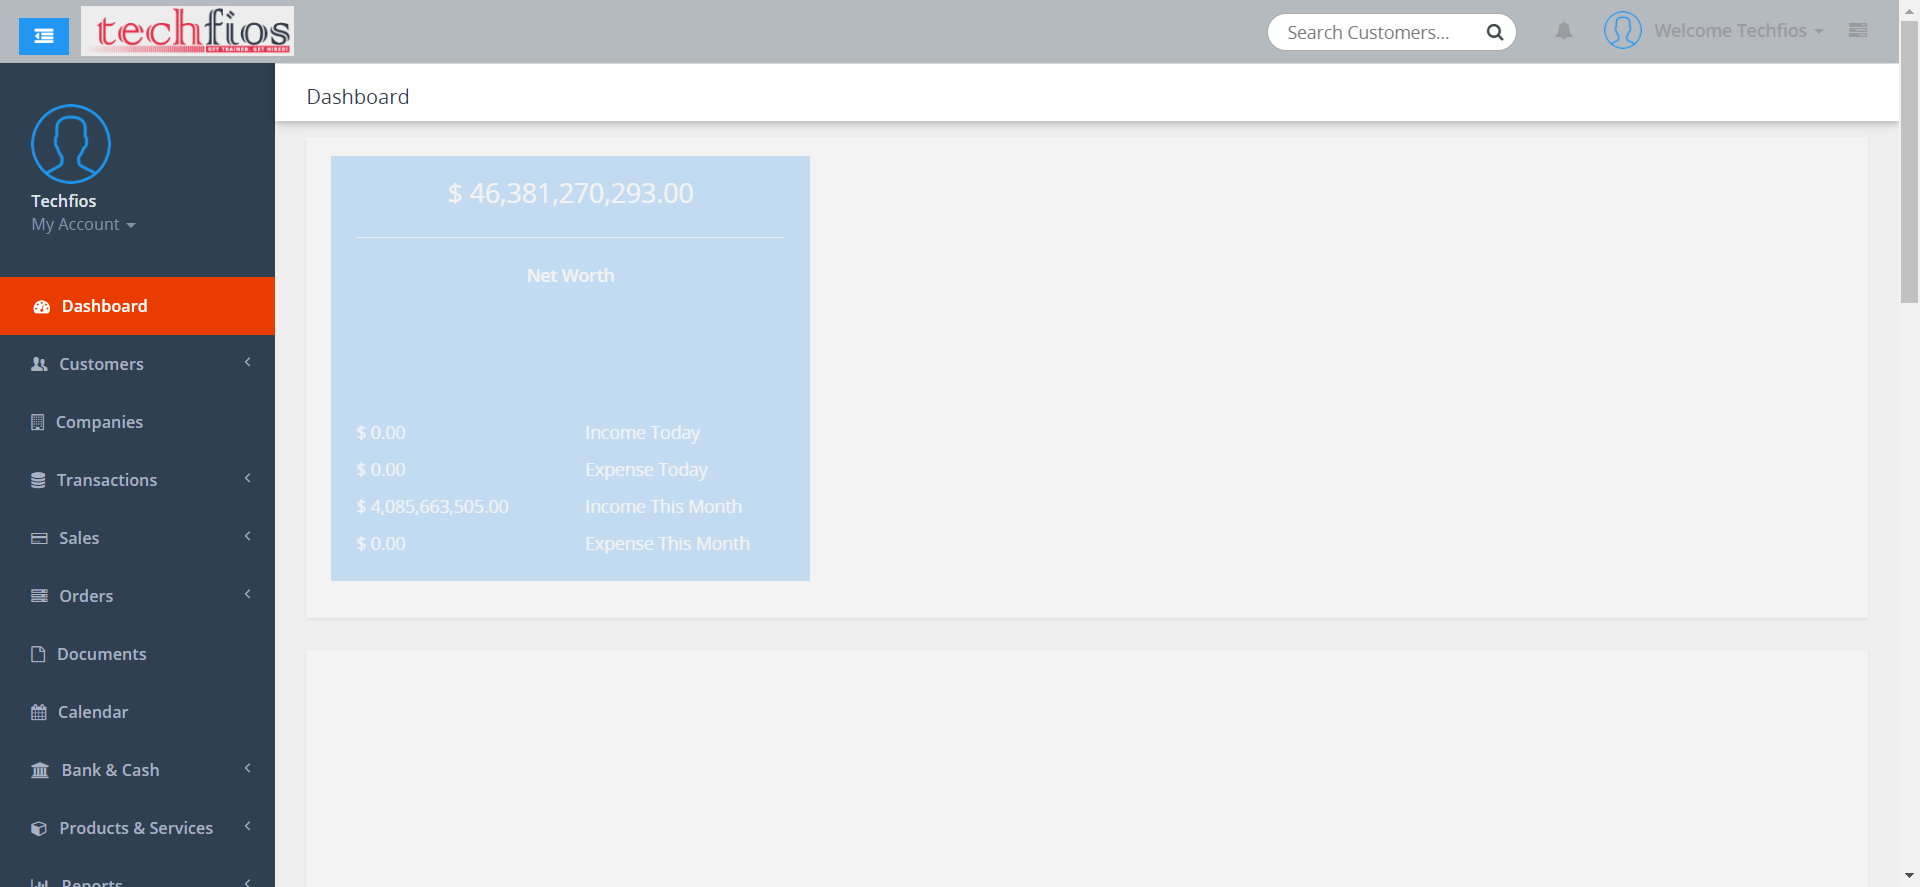 techfios
GET TRAINED. GET HIRED!
Search Customers...
Welcome Techfios
Techfios
My Account
Dashboard
Customers
Companies
Transactions
Sales
Orders
Documents
Calendar
Bank & Cash
Products & Services
Reports
Dashboard
$ 46,381,270,293.00
Net Worth
$ 0.00 Income Today
$ 0.00 Expense Today
$ 4,085,663,505.00 Income This Month
$ 0.00 Expense This Month